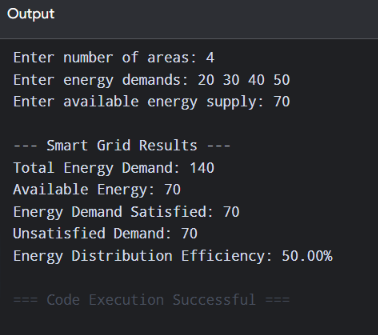 Output
Enter number of areas: 4
Enter energy demands: 20 30 40 50
Enter available energy supply: 70
--- Smart Grid Results ---
Total Energy Demand: 140
Available Energy: 70
Energy Demand Satisfied: 70
Unsatisfied Demand: 70
Energy Distribution Efficiency: 50.00%
=== Code Execution Successful ===